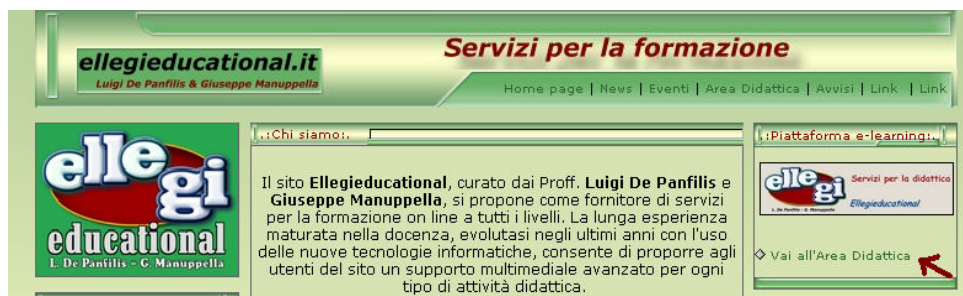 Servizi per la formazione
ellegieducational.it
Luigi De Panfilis & Giuseppe Manuppella
Home page | News | Eventi | Area Didattica | Avvisi | Link | Link
ellegi
educational
L. De Panfilis - G. Manuppella
.:Chi siamo:.
Il sito Ellegieducational, curato dai Proff. Luigi De Panfilis e
Giuseppe Manuppella, si propone come fornitore di servizi
per la formazione on line a tutti i livelli. La lunga esperienza
maturata nella docenza, evolutasi negli ultimi anni con l'uso
delle nuove tecnologie informatiche, consente di proporre agli
utenti del sito un supporto multimediale avanzato per ogni
tipo di attività didattica.
.:Piattaforma e-learning:.
ellegi
Servizi per la didattica
Ellegieducational
L. De Panfilis - G. Manuppella
Vai all'Area Didattica